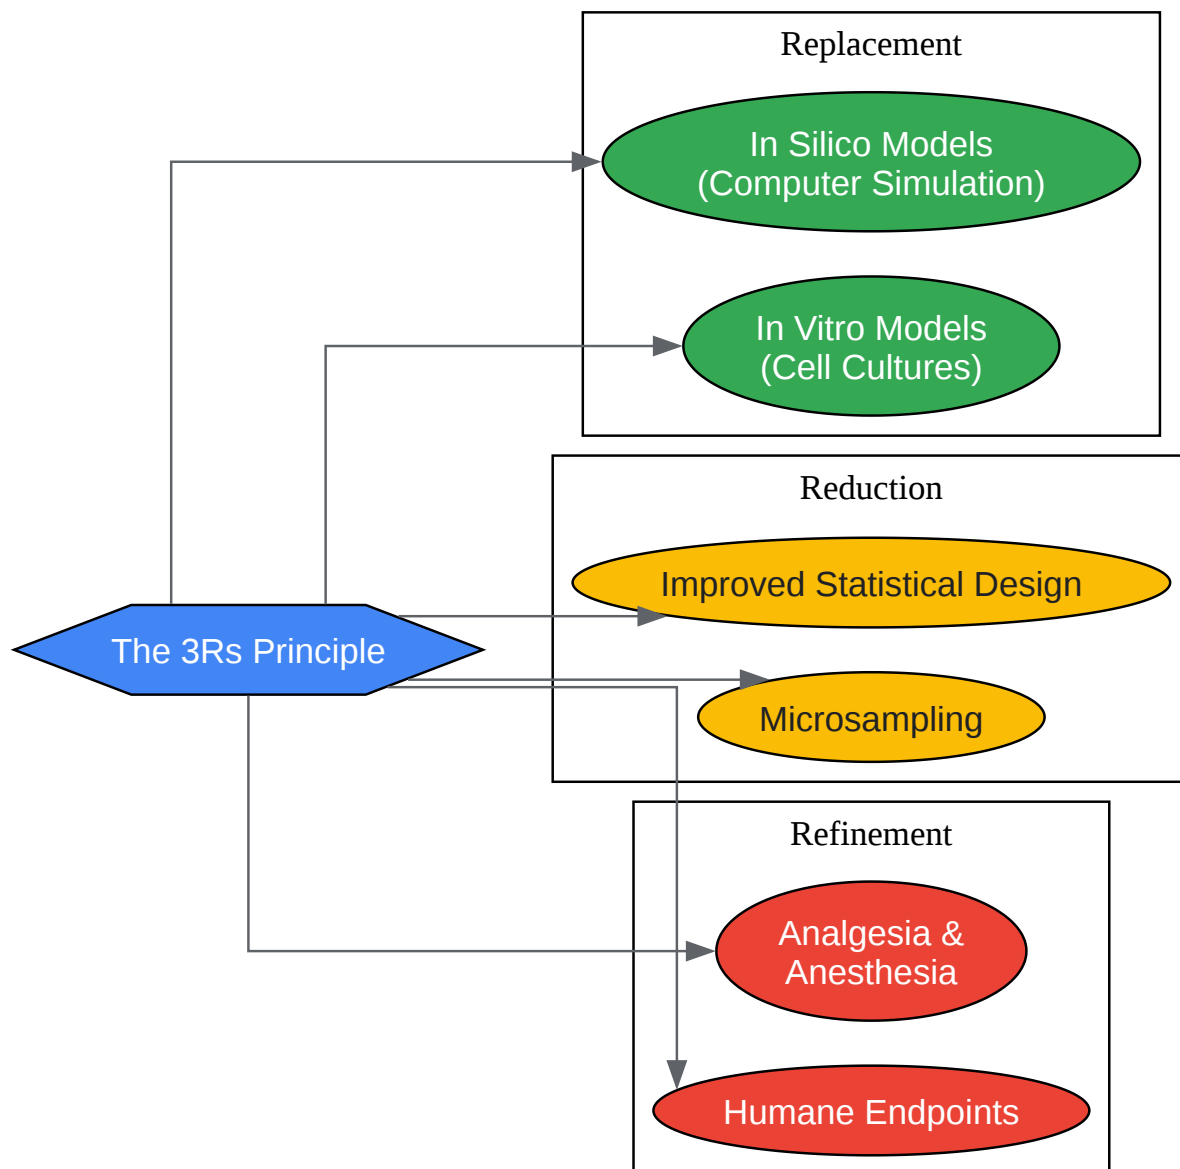 Replacement
In Silico Models
(Computer Simulation)
In Vitro Models
(Cell Cultures)
Reduction
Improved Statistical Design
The 3Rs Principle
Microsampling
Refinement
Analgesia &
Anesthesia
Humane Endpoints